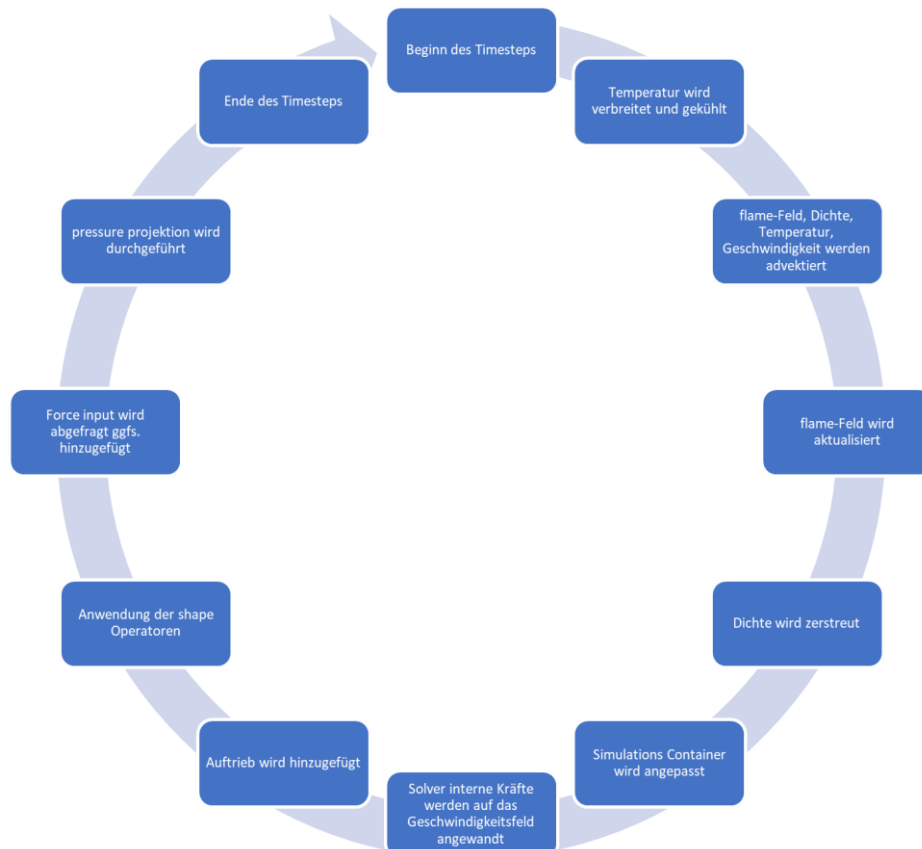 Beginn des Timesteps
Temperatur wird
verbreitet und gekühlt
flame-Feld, Dichte,
Temperatur,
Geschwindigkeit werden
advektiert
flame-Feld wird
aktualisiert
Dichte wird zerstreut
Simulations Container
wird angepasst
Solver interne Kräfte
werden auf das
Geschwindigkeitsfeld
angewandt
Auftrieb wird hinzugefügt
Anwendung der shape
Operatoren
Force input wird
abgefragt ggfs.
hinzugefügt
pressure projektion wird
durchgeführt
Ende des Timesteps